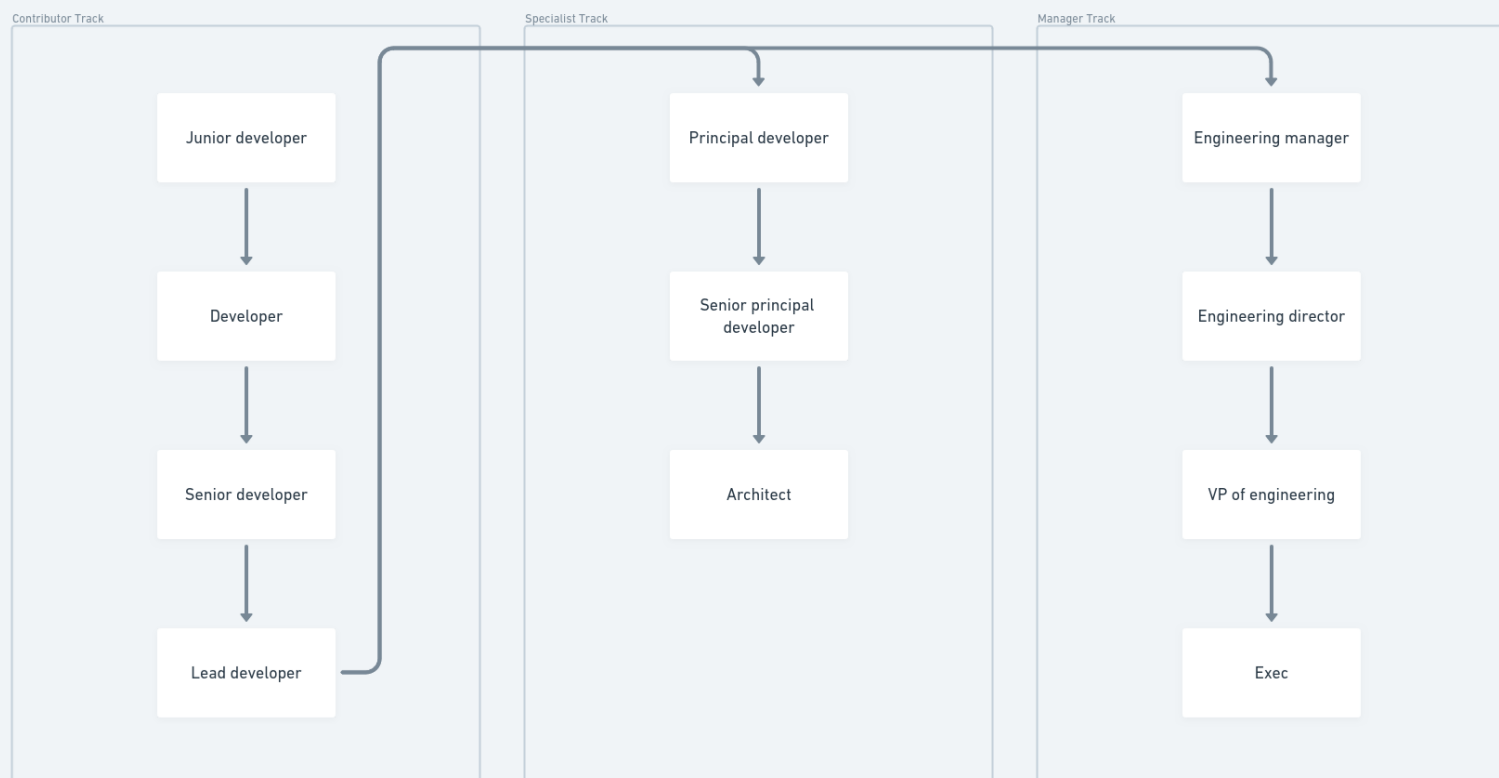 Contributor Track
Specialist Track
Manager Track
Junior developer
Principal developer
Engineering manager
Developer
Senior principal
developer
Engineering director
Senior developer
Architect
VP of engineering
Lead developer
Exec